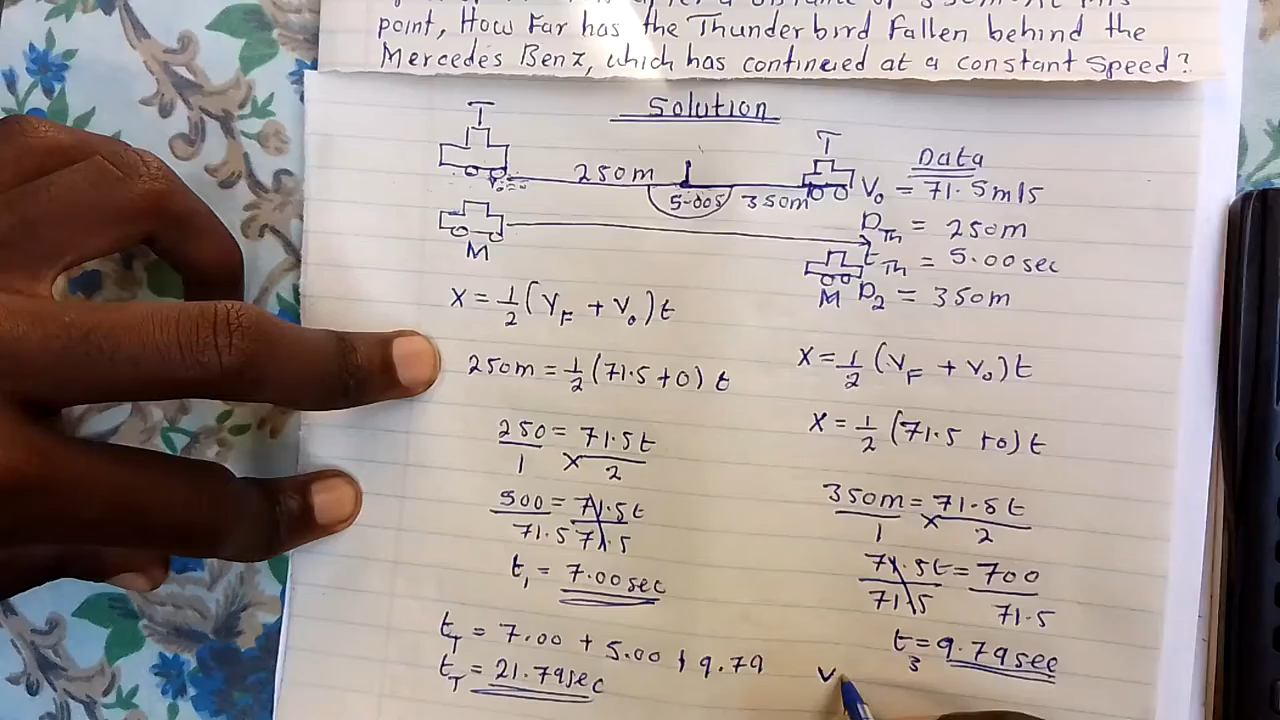 point, How Far has the Thunderbird Fallen behind the
Mercedes Benz, which has continued at a constant speed?
Solution
T
250m
5.00s
350m
T
M
M
Data
V₀ = 71.5m/s
D_Th = 250m
t_Th = 5.00sec
D₂ = 350m
X = 1/2 (V_F + V₀)t
250m = 1/2 (71.5 + 0) t
250/1 × = 71.5t/2
500/71.5 = 71.5t/71.5
t₁ = 7.00sec
t_T = 7.00 + 5.00 + 9.79
t_T = 21.79sec
X = 1/2 (V_F + V₀)t
X = 1/2 (71.5 + 0) t
350m/1 × = 71.5t/2
71.5t/71.5 = 700/71.5
t₃ = 9.79sec
V